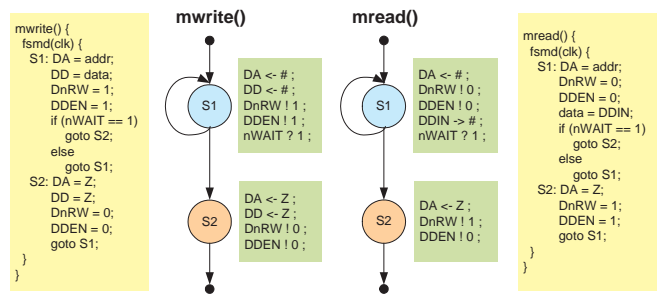 mwrite() {
fsmd(clk) {
S1: DA = addr;
DD = data;
DnRW = 1;
DDEN = 1;
if (nWAIT == 1)
goto S2;
else
goto S1;
S2: DA = Z;
DD = Z;
DnRW = 0;
DDEN = 0;
goto S1;
}
}
mwrite()
S1
DA <- # ;
DD <- # ;
DnRW ! 1 ;
DDEN ! 1 ;
nWAIT ? 1 ;
S2
DA <- Z ;
DD <- Z ;
DnRW ! 0 ;
DDEN ! 0 ;
mread()
S1
DA <- # ;
DnRW ! 0 ;
DDEN ! 0 ;
DDIN -> # ;
nWAIT ? 1 ;
S2
DA <- Z ;
DnRW ! 1 ;
DDEN ! 0 ;
mread() {
fsmd(clk) {
S1: DA = addr;
DnRW = 0;
DDEN = 0;
data = DDIN;
if (nWAIT == 1)
goto S2;
else
goto S1;
S2: DA = Z;
DnRW = 1;
DDEN = 1;
goto S1;
}
}